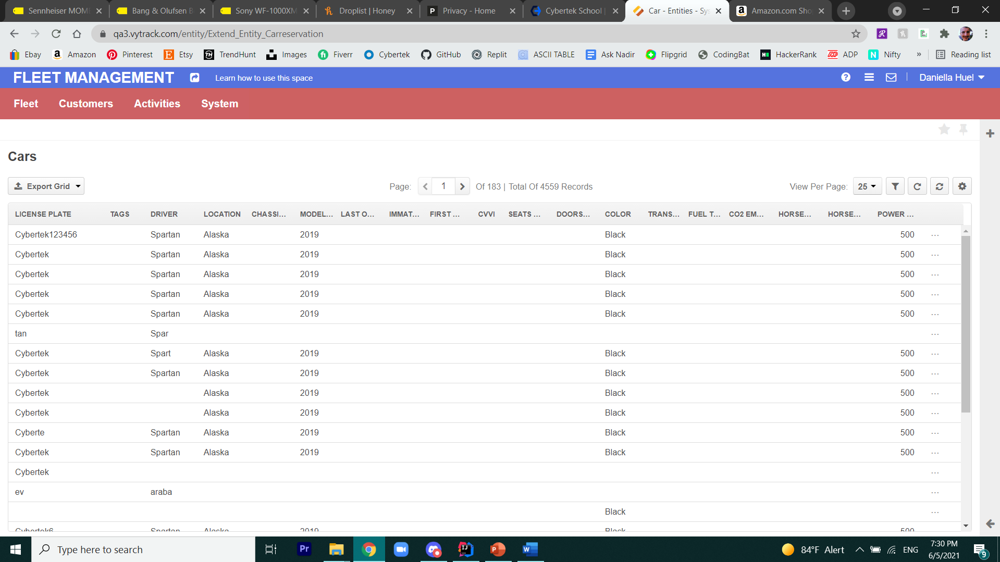 Sennheiser MOM
Bang & Olufsen B
Sony WF-1000XM
Droplist | Honey
Privacy - Home
Cybertek School |
Car - Entities - Sys
Amazon.com Sho
qa3.vytrack.com/entity/Extend_Entity_Carreservation
Ebay Amazon Pinterest Etsy TrendHunt Images Fiverr Cybertek GitHub Replit ASCII TABLE Ask Nadir Flipgrid CodingBat HackerRank ADP Nifty » Reading list
FLEET MANAGEMENT Learn how to use this space Daniella Huel
Fleet Customers Activities System
Cars
Export Grid Page: 1 Of 183 | Total Of 4559 Records View Per Page: 25
LICENSE PLATE TAGS DRIVER LOCATION CHASSI... MODEL... LAST O... IMMAT... FIRST ... CVVI SEATS ... DOORS... COLOR TRANS... FUEL T... CO2 EM... HORSE... HORSE... POWER ...
Cybertek123456 Spartan Alaska 2019 Black 500 ...
Cybertek Spartan Alaska 2019 Black 500 ...
Cybertek Spartan Alaska 2019 Black 500 ...
Cybertek Spartan Alaska 2019 Black 500 ...
Cybertek Spartan Alaska 2019 Black 500 ...
tan Spar ...
Cybertek Spart Alaska 2019 Black 500 ...
Cybertek Spartan Alaska 2019 Black 500 ...
Cybertek Alaska 2019 Black 500 ...
Cybertek Alaska 2019 Black 500 ...
Cyberte Spartan Alaska 2019 Black 500 ...
Cybertek Spartan Alaska 2019 Black 500 ...
Cybertek ...
ev araba ...
Black ...
Cybertek6 Spartan Alaska 2019 Black 500
Type here to search
84°F Alert
ENG
7:30 PM
6/5/2021
9